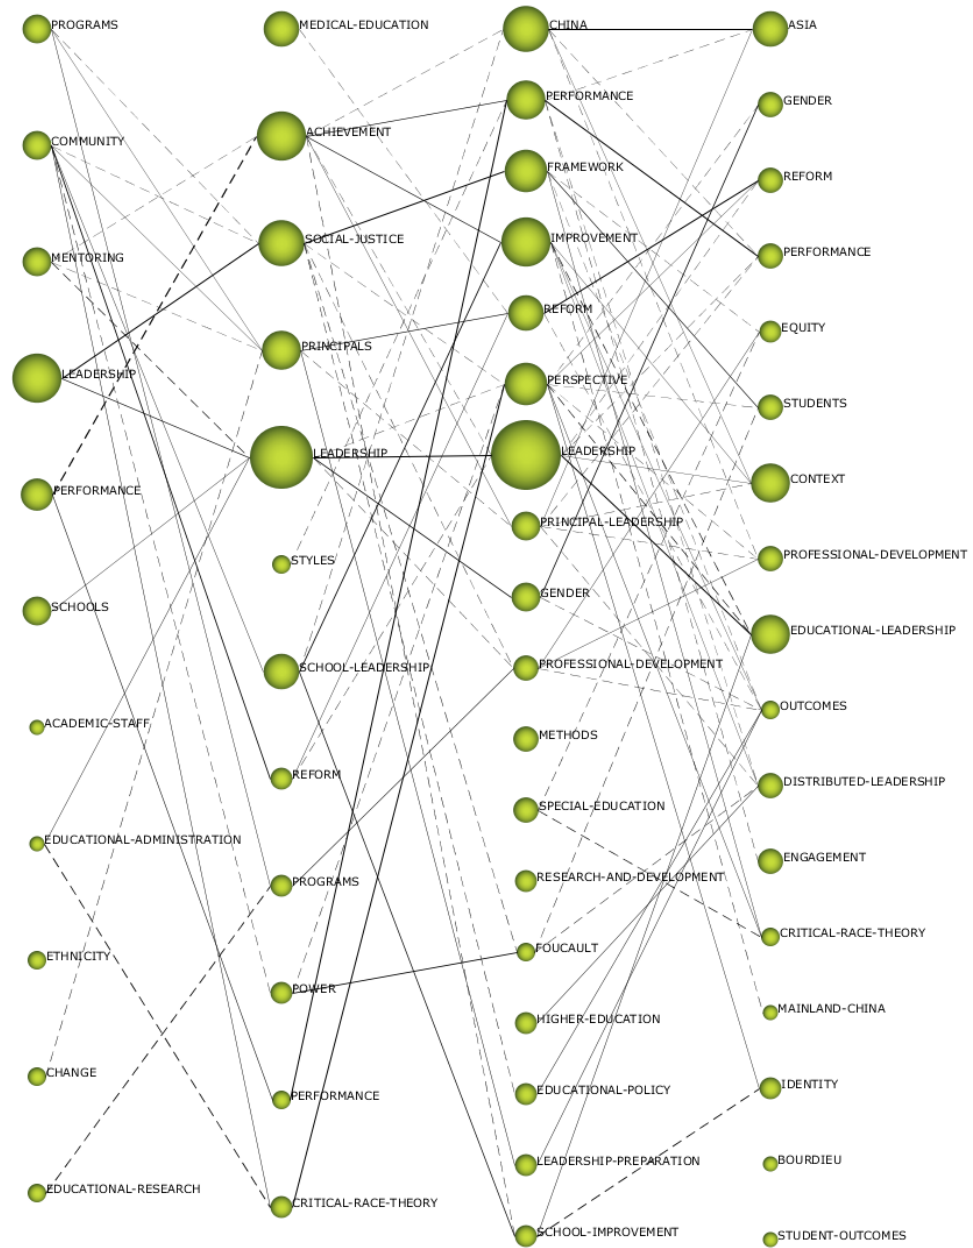 PROGRAMS
COMMUNITY
MENTORING
LEADERSHIP
PERFORMANCE
SCHOOLS
ACADEMIC-STAFF
EDUCATIONAL-ADMINISTRATION
ETHNICITY
CHANGE
EDUCATIONAL-RESEARCH
MEDICAL-EDUCATION
ACHIEVEMENT
SOCIAL-JUSTICE
PRINCIPALS
LEADERSHIP
STYLES
SCHOOL-LEADERSHIP
REFORM
PROGRAMS
POWER
PERFORMANCE
CRITICAL-RACE-THEORY
CHINA
PERFORMANCE
FRAMEWORK
IMPROVEMENT
REFORM
PERSPECTIVE
LEADERSHIP
PRINCIPAL-LEADERSHIP
GENDER
PROFESSIONAL-DEVELOPMENT
METHODS
SPECIAL-EDUCATION
RESEARCH-AND-DEVELOPMENT
FOUCAULT
HIGHER-EDUCATION
EDUCATIONAL-POLICY
LEADERSHIP-PREPARATION
SCHOOL-IMPROVEMENT
ASIA
GENDER
REFORM
PERFORMANCE
EQUITY
STUDENTS
CONTEXT
PROFESSIONAL-DEVELOPMENT
EDUCATIONAL-LEADERSHIP
OUTCOMES
DISTRIBUTED-LEADERSHIP
ENGAGEMENT
CRITICAL-RACE-THEORY
MAINLAND-CHINA
IDENTITY
BOURDIEU
STUDENT-OUTCOMES